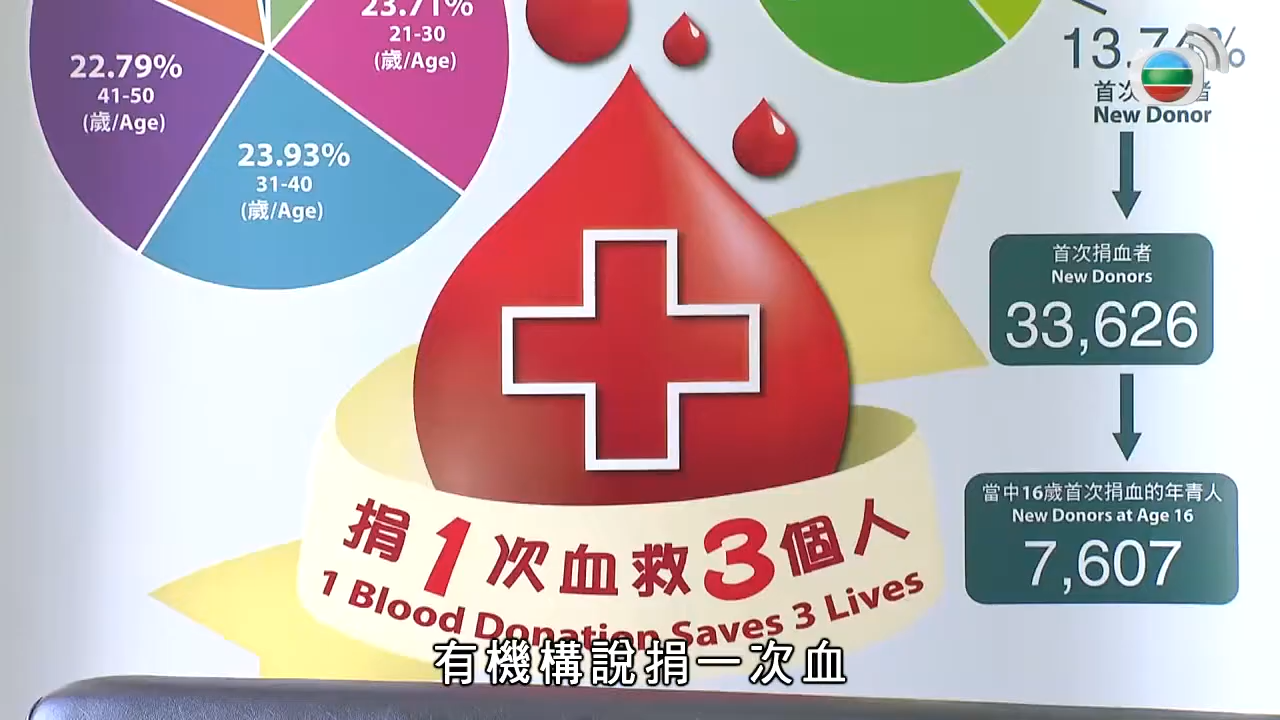 23.71%
21-30
(歲/Age)
22.79%
41-50
(歲/Age)
23.93%
31-40
(歲/Age)
首次
New Donor
首次捐血者
New Donors
33,626
當中16歲首次捐血的年青人
New Donors at Age 16
7,607
捐1次血救3個人
1 Blood Donation Saves 3 Lives
有機構說捐一次血